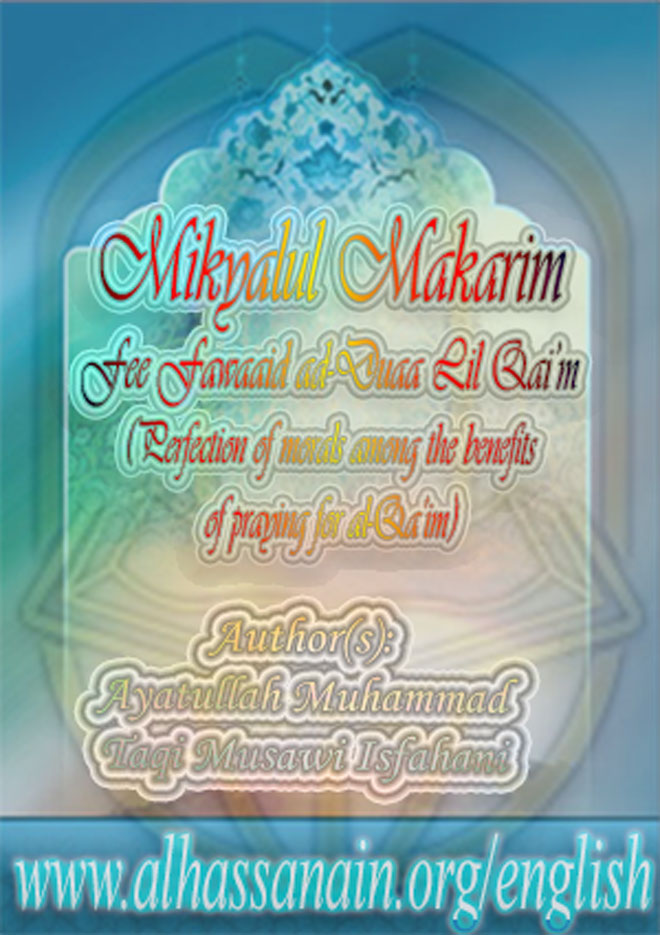 Mikyalul Makarim
Fee Fawaaid ad-Duaa Lil Qai'm
(Perfection of morals among the benefits
of praying for al-Qa'im)
Author(s):
Ayatullah Muhammad
Taqi Musawi Isfahani
www.alhassanain.org/english